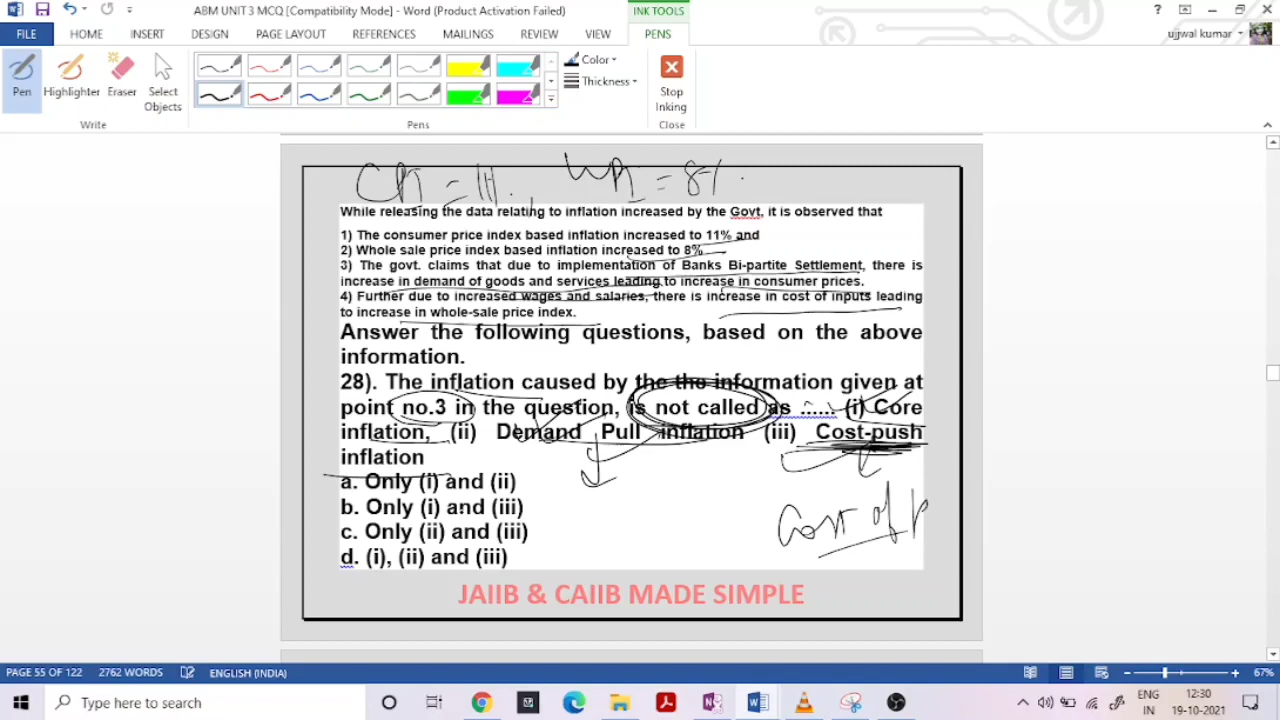 ABM UNIT 3 MCQ [Compatibility Mode] - Word (Product Activation Failed)
INK TOOLS
?
FILE
HOME
INSERT
DESIGN
PAGE LAYOUT
REFERENCES
MAILINGS
REVIEW
VIEW
PENS
ujjwal kumar
Pen
Highlighter
Eraser
Select Objects
Color
Thickness
Stop Inking
Write
Pens
Close
CPI = 11%, WPI = 8%.
While releasing the data relating to inflation increased by the Govt, it is observed that
1) The consumer price index based inflation increased to 11% and
2) Whole sale price index based inflation increased to 8%
3) The govt. claims that due to implementation of Banks Bi-partite Settlement, there is
increase in demand of goods and services leading to increase in consumer prices.
4) Further due to increased wages and salaries, there is increase in cost of inputs leading
to increase in whole-sale price index.
Answer the following questions, based on the above
information.
28). The inflation caused by the the information given at
point no.3 in the question, is not called as ...... (i) Core
inflation, (ii) Demand Pull inflation (iii) Cost-push
inflation
a. Only (i) and (ii)
b. Only (i) and (iii)
c. Only (ii) and (iii)
d. (i), (ii) and (iii)
Cost of
JAIIB & CAIIB MADE SIMPLE
PAGE 55 OF 122
2762 WORDS
ENGLISH (INDIA)
67%
Type here to search
ENG
IN
12:30
19-10-2021